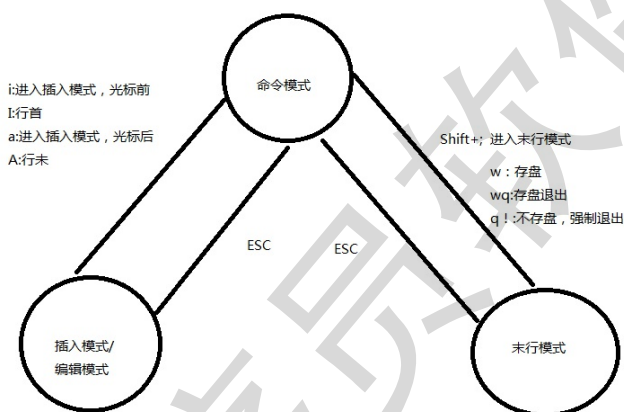 命令模式
i:进入插入模式，光标前
I:行首
a:进入插入模式，光标后
A:行未
Shift+; 进入末行模式
w：存盘
wq:存盘退出
q！:不存盘，强制退出
ESC
ESC
插入模式/
编辑模式
末行模式